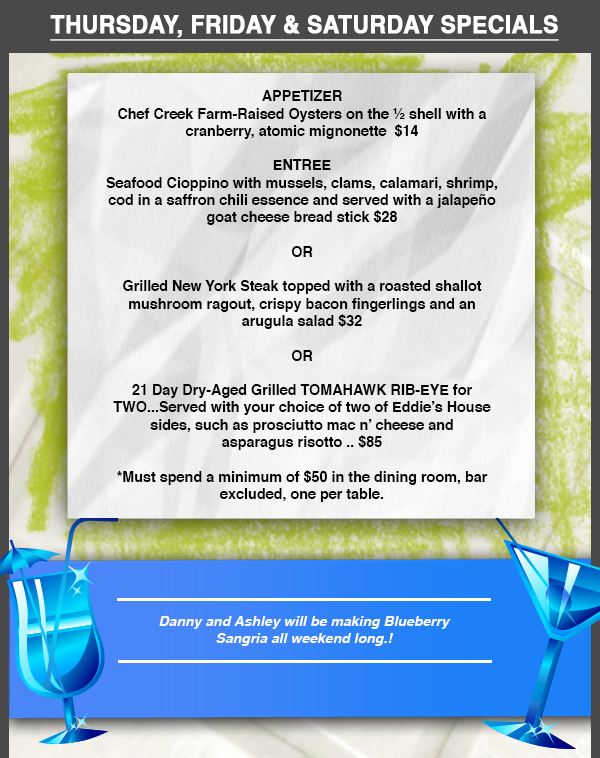 THURSDAY, FRIDAY & SATURDAY SPECIALS
APPETIZER
Chef Creek Farm-Raised Oysters on the ½ shell with a
cranberry, atomic mignonette $14
ENTREE
Seafood Cioppino with mussels, clams, calamari, shrimp,
cod in a saffron chili essence and served with a jalapeño
goat cheese bread stick $28
OR
Grilled New York Steak topped with a roasted shallot
mushroom ragout, crispy bacon fingerlings and an
arugula salad $32
OR
21 Day Dry-Aged Grilled TOMAHAWK RIB-EYE for
TWO...Served with your choice of two of Eddie's House
sides, such as prosciutto mac n' cheese and
asparagus risotto .. $85
*Must spend a minimum of $50 in the dining room, bar
excluded, one per table.
Danny and Ashley will be making Blueberry
Sangria all weekend long.!